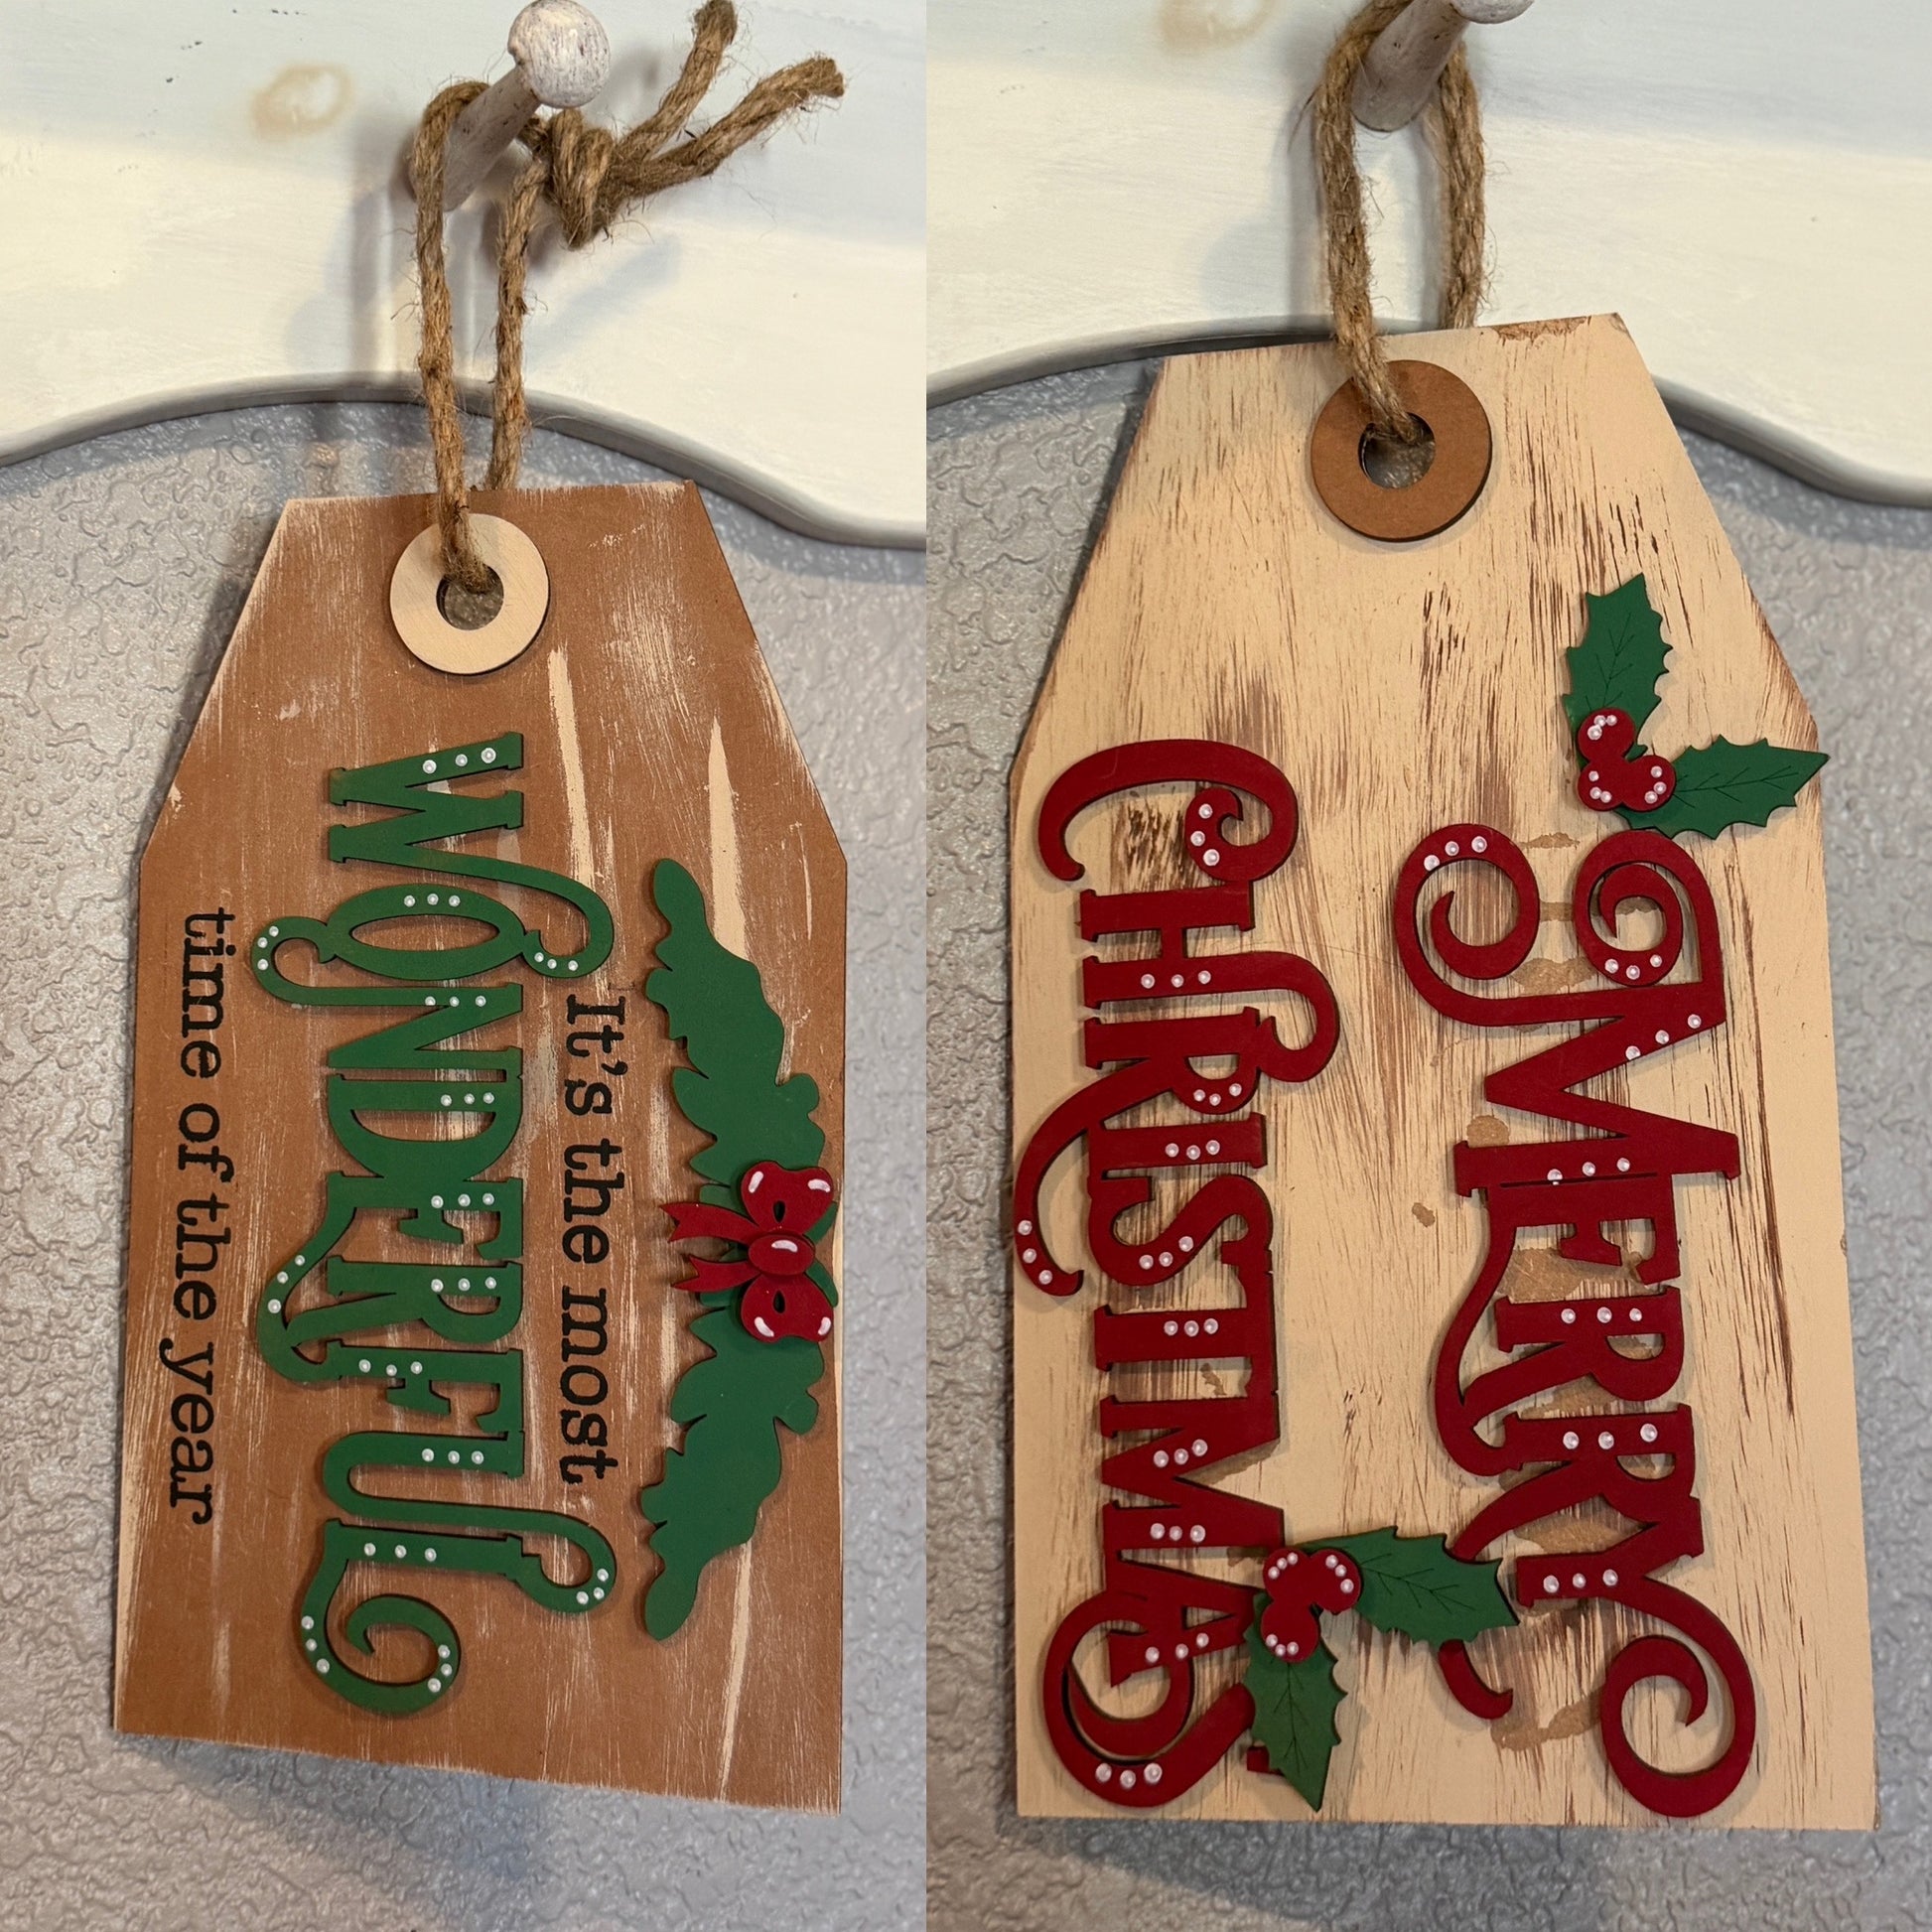 It's the most
WONDERFUL
time of the year
MERRY
CHRISTMAS